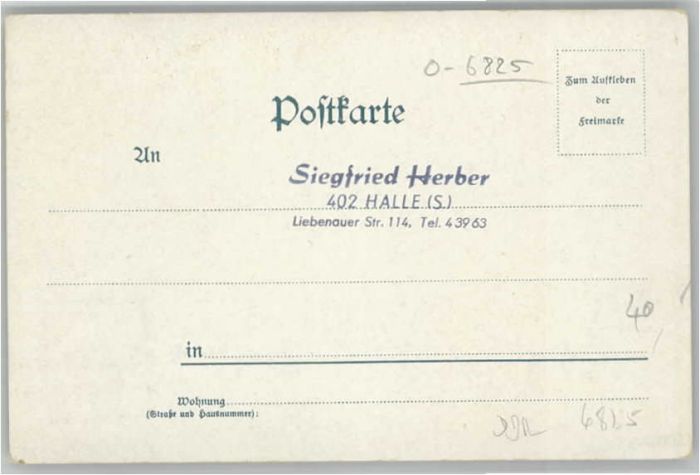 O-6825
Zum Aufkleben
der
Freimarke
Postkarte
An
Siegfried Herber
402 HALLE (S.)
Liebenauer Str. 114, Tel. 43963
40
in
Wohnung
(Straße und Hausnummer):
6825